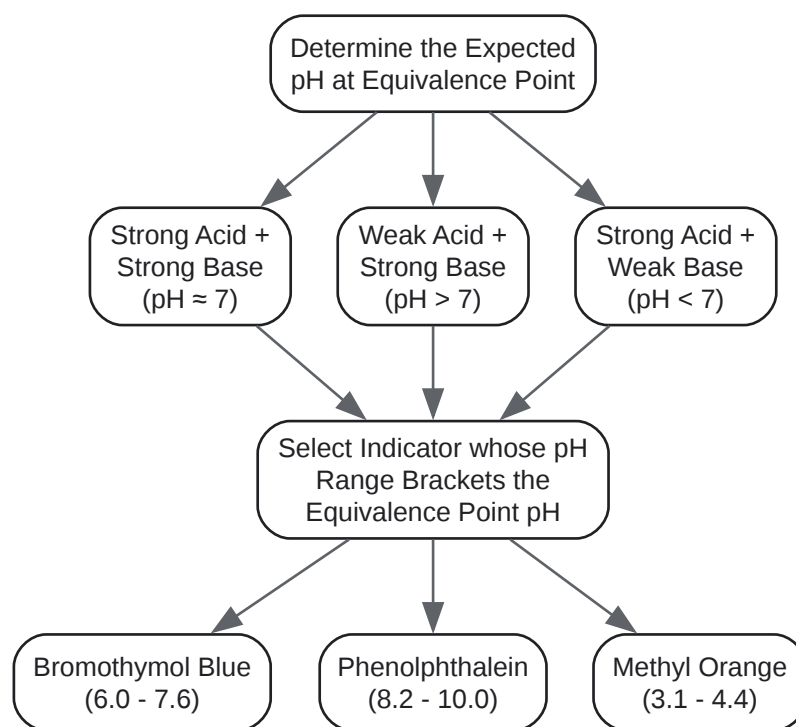 Determine the Expected
pH at Equivalence Point
Strong Acid +
Strong Base
(pH ≈ 7)
Weak Acid +
Strong Base
(pH > 7)
Strong Acid +
Weak Base
(pH < 7)
Select Indicator whose pH
Range Brackets the
Equivalence Point pH
Bromothymol Blue
(6.0 - 7.6)
Phenolphthalein
(8.2 - 10.0)
Methyl Orange
(3.1 - 4.4)